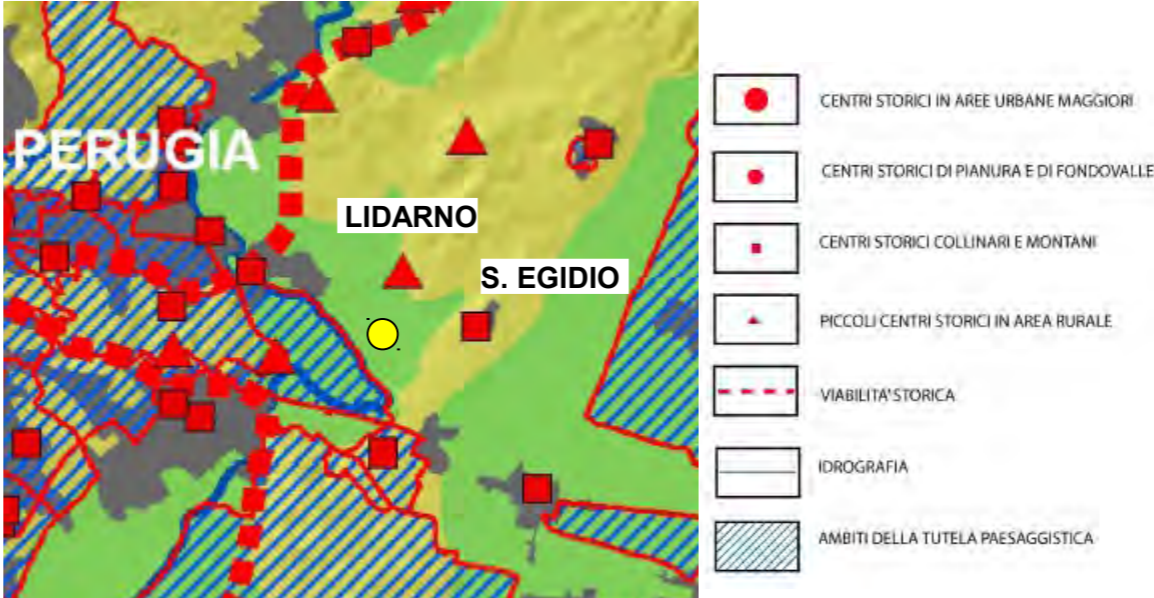 PERUGIA
LIDARNO
S. EGIDIO
CENTRI STORICI IN AREE URBANE MAGGIORI
CENTRI STORICI DI PIANURA E DI FONDOVALLE
CENTRI STORICI COLLINARI E MONTANI
PICCOLI CENTRI STORICI IN AREA RURALE
VIABILITA' STORICA
IDROGRAFIA
AMBITI DELLA TUTELA PAESAGGISTICA